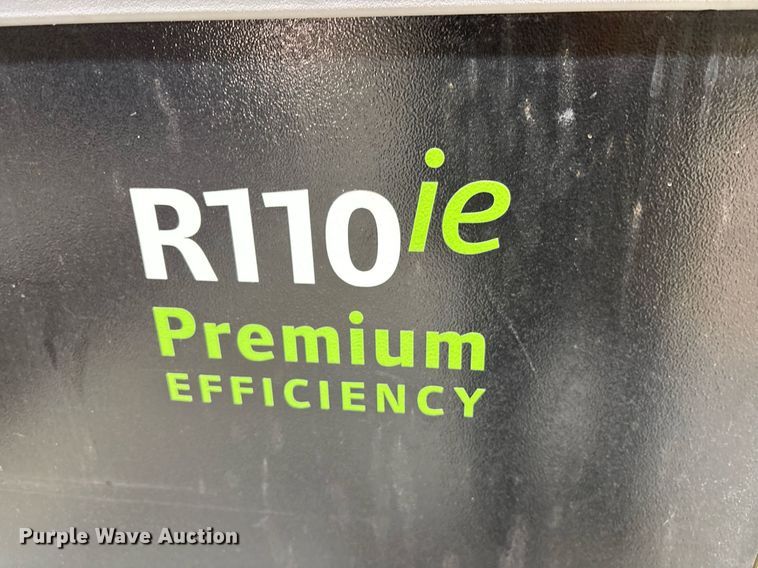 R110ie
Premium
EFFICIENCY
Purple Wave Auction